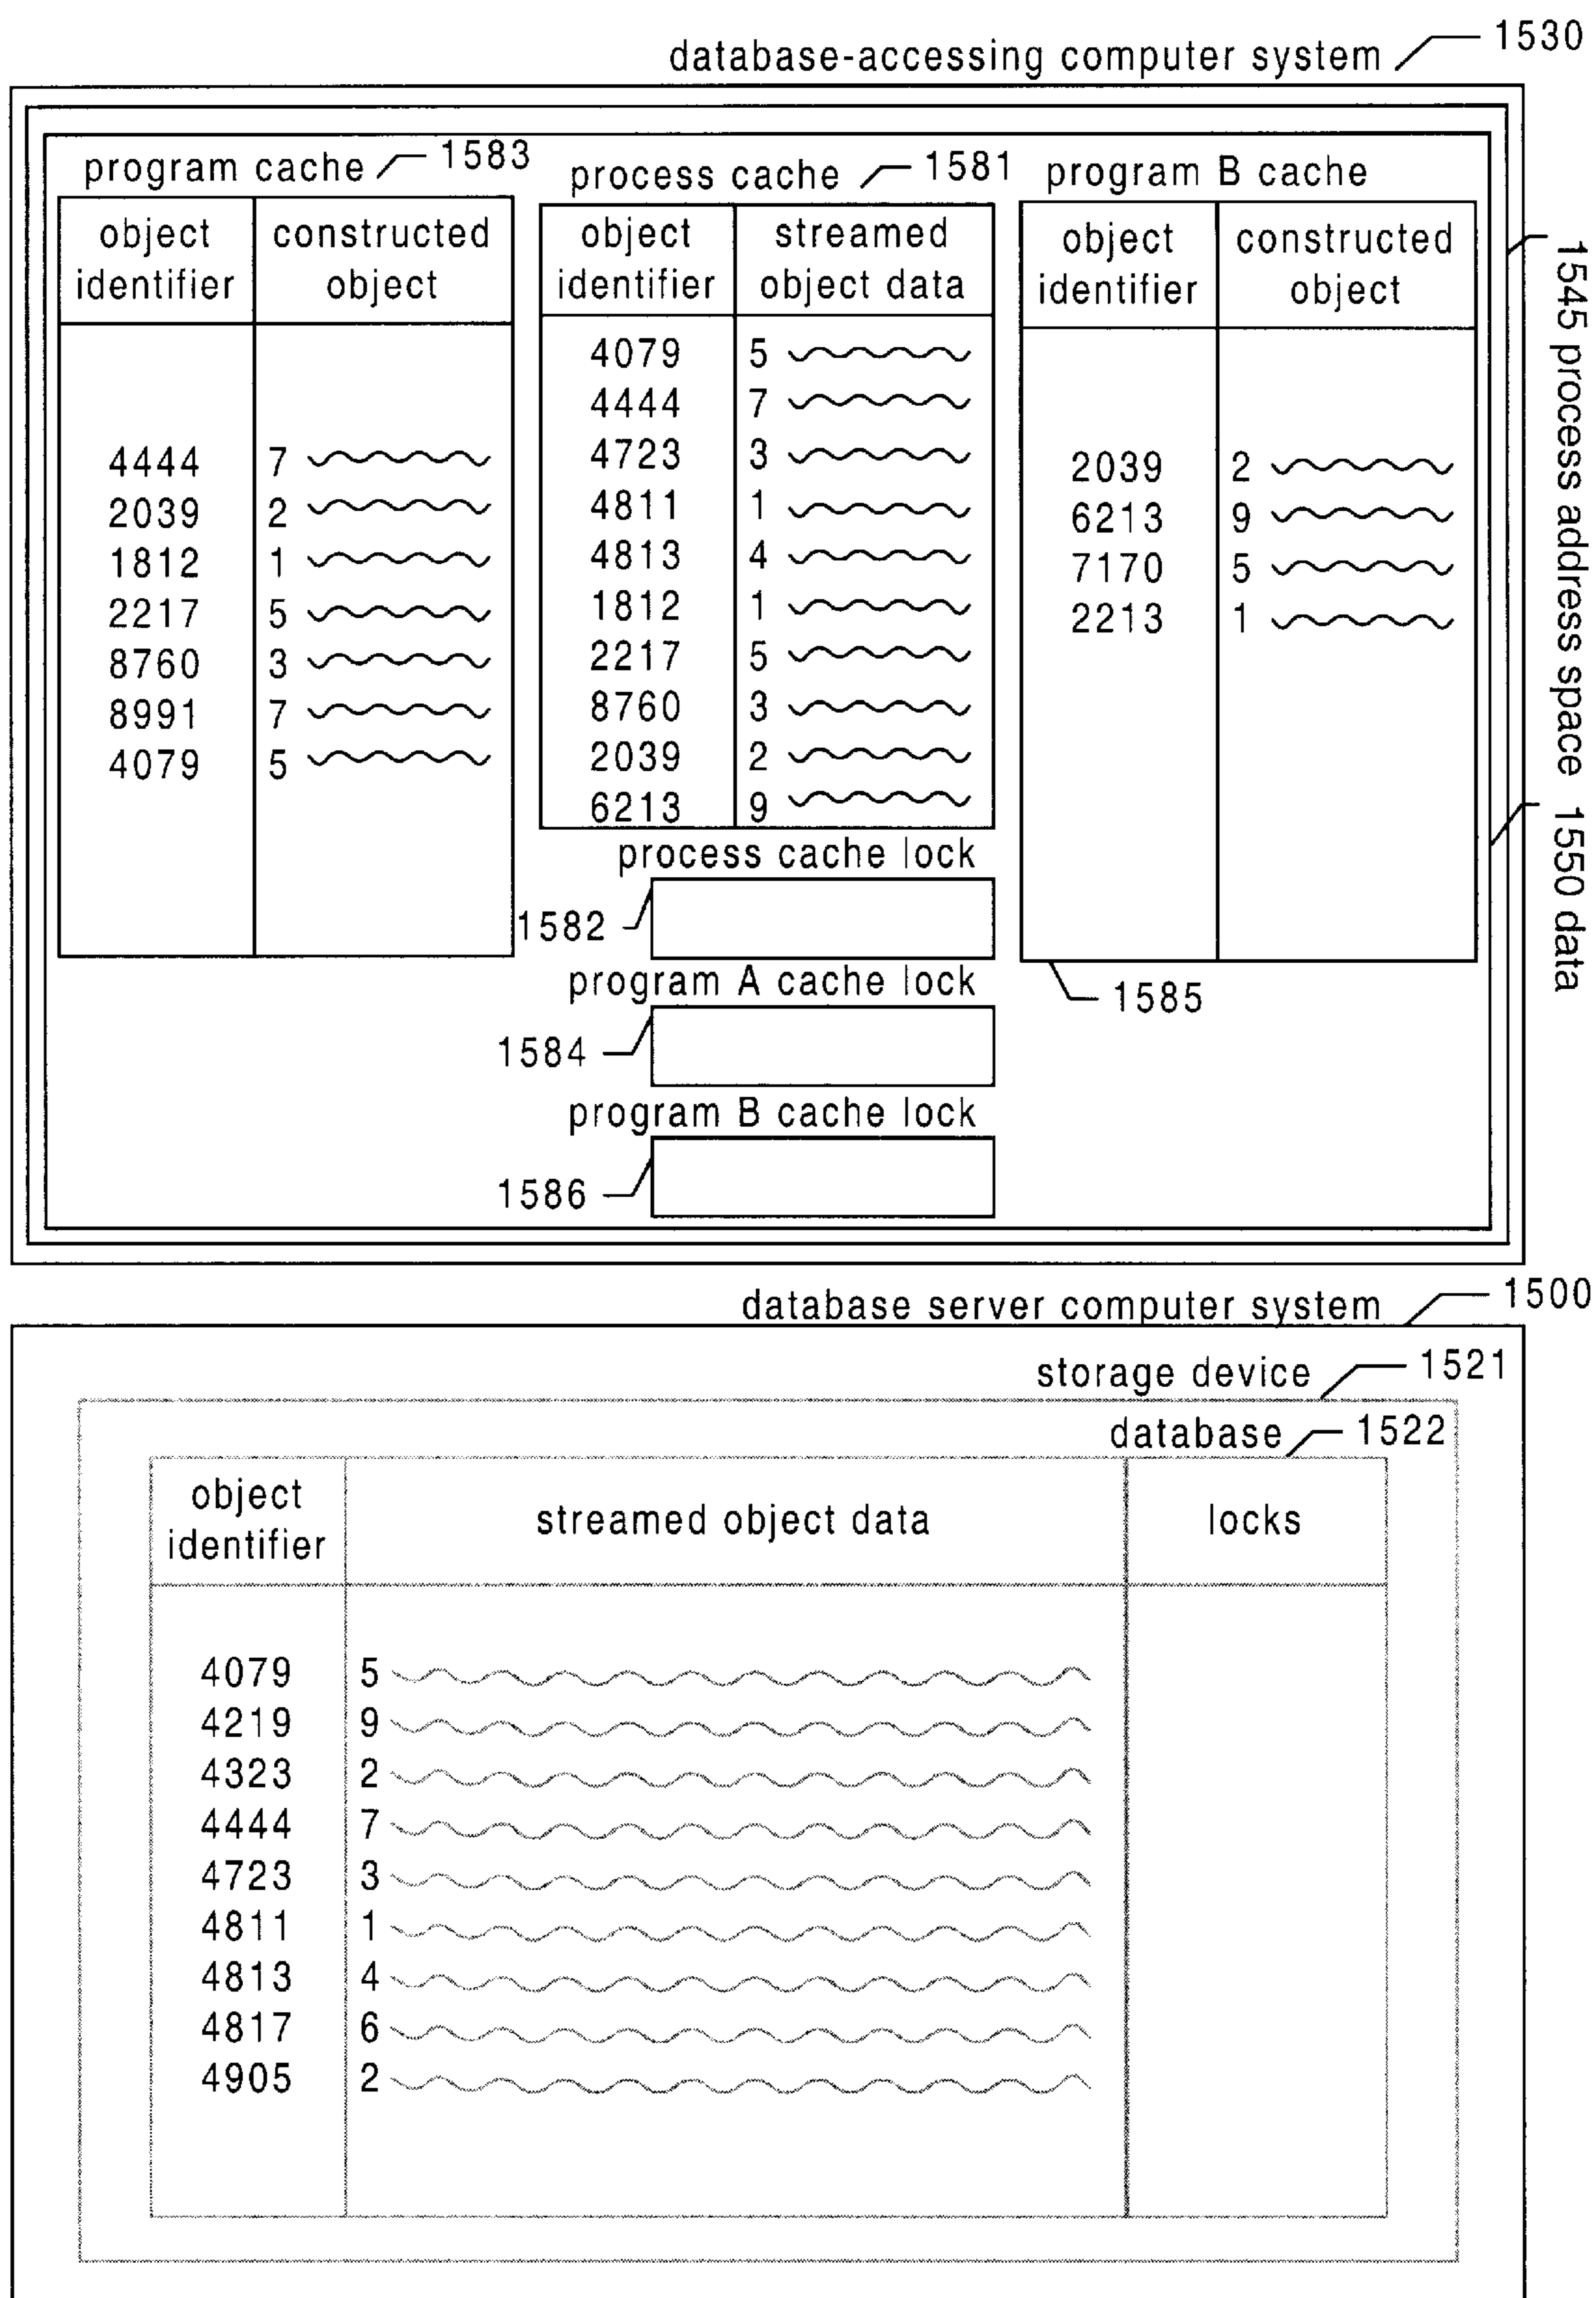 database-accessing computer system 1530
program cache 1583
object identifier constructed object
4444 7
2039 2
1812 1
2217 5
8760 3
8991 7
4079 5
process cache 1581
object identifier streamed object data
4079 5
4444 7
4723 3
4811 1
4813 4
1812 1
2217 5
8760 3
2039 2
6213 9
program B cache
object identifier constructed object
2039 2
6213 9
7170 5
2213 1
1585
process cache lock
1582
program A cache lock
1584
program B cache lock
1586
1545 process address space 1550 data
database server computer system 1500
storage device 1521
database 1522
object identifier streamed object data locks
4079 5
4219 9
4323 2
4444 7
4723 3
4811 1
4813 4
4817 6
4905 2